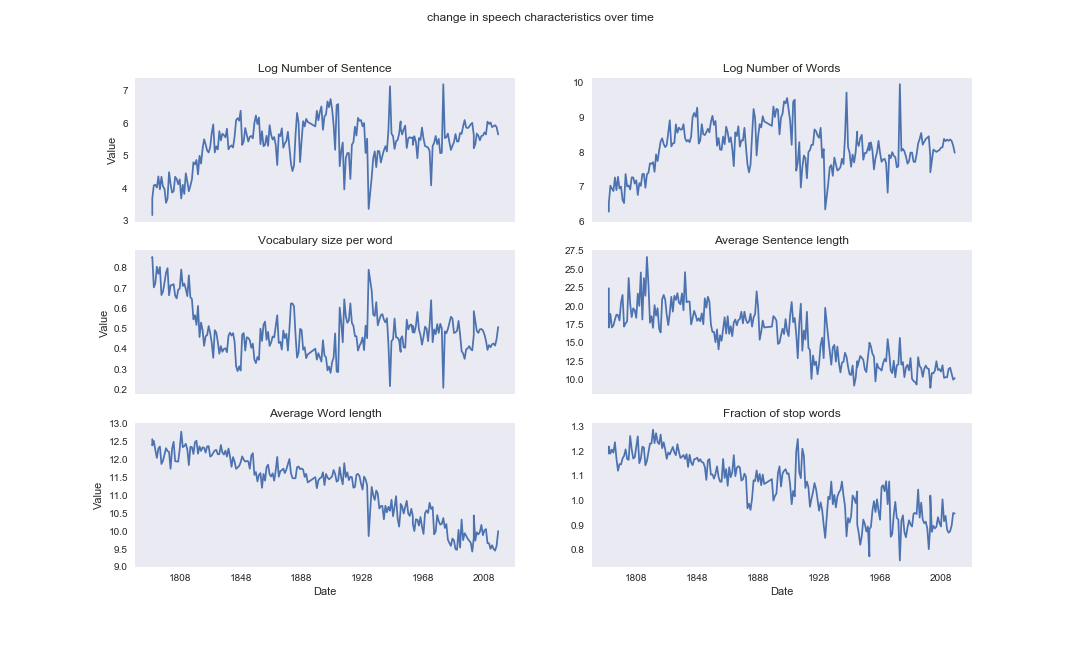 change in speech characteristics over time
Log Number of Sentence
Log Number of Words
Value
7
6
5
4
3
10
9
8
7
6
Vocabulary size per word
Average Sentence length
Value
0.8
0.7
0.6
0.5
0.4
0.3
0.2
27.5
25.0
22.5
20.0
17.5
15.0
12.5
10.0
Average Word length
Fraction of stop words
Value
13.0
12.5
12.0
11.5
11.0
10.5
10.0
9.5
9.0
1.3
1.2
1.1
1.0
0.9
0.8
1808 1848 1888 1928 1968 2008
1808 1848 1888 1928 1968 2008
Date
Date